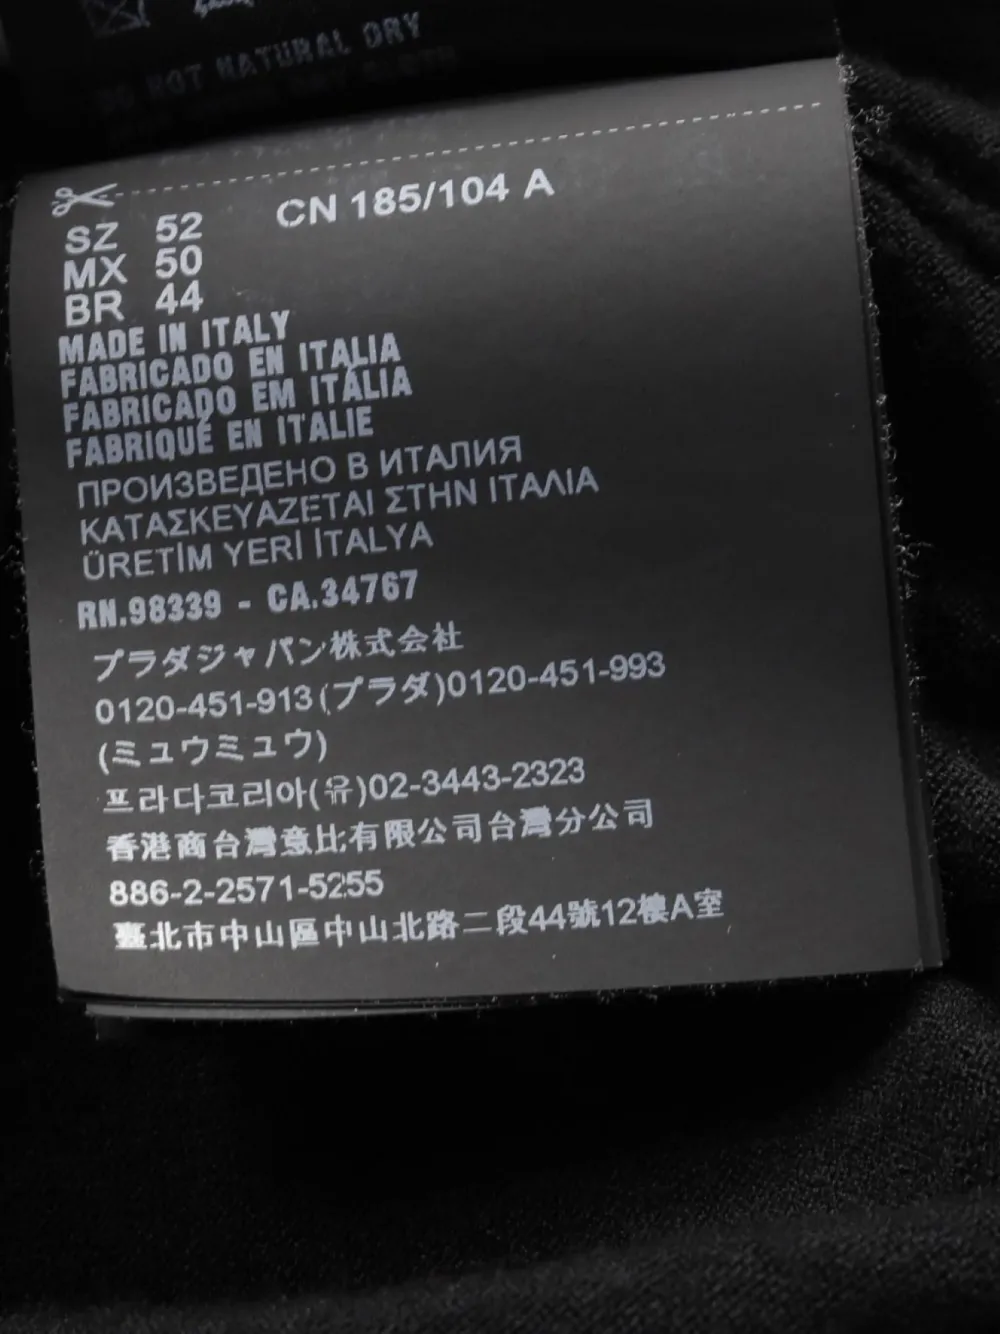 DO NOT NATURAL DRY
SZ 52 CN 185/104 A
MX 50
BR 44
MADE IN ITALY
FABRICADO EN ITALIA
FABRICADO EM ITÁLIA
FABRIQUÉ EN ITALIE
ПРОИЗВЕДЕНО В ИТАЛИЯ
ΚΑΤΑΣΚΕΥΑΖΕΤΑΙ ΣΤΗΝ ΙΤΑΛΙΑ
ÜRETİM YERİ İTALYA
RN.98339 - CA.34767
プラダジャパン株式会社
0120-451-913(プラダ)0120-451-993
(ミュウミュウ)
프라다코리아(유)02-3443-2323
香港商台灣意比有限公司台灣分公司
886-2-2571-5255
臺北市中山區中山北路二段44號12樓A室